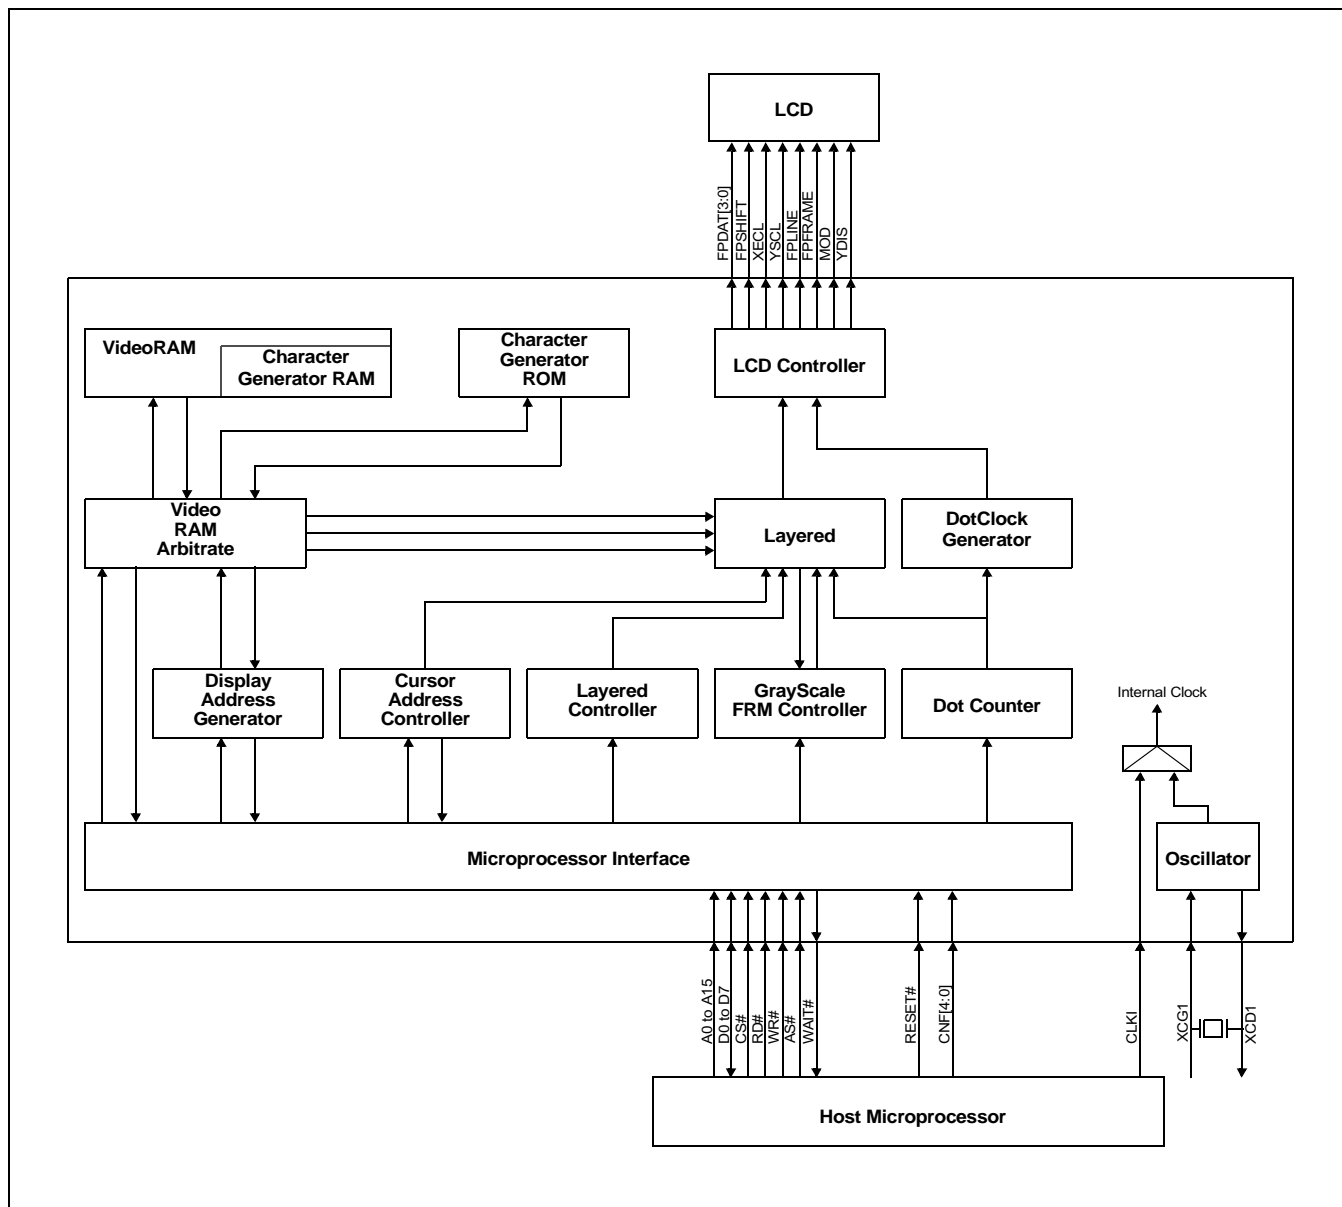 LCD
FPDAT[3:0]
FPSHIFT
XECL
YSCL
FPLINE
FPFRAME
MOD
YDIS
VideoRAM
Character
Generator RAM
Character
Generator
ROM
LCD Controller
Video
RAM
Arbitrate
Layered
DotClock
Generator
Display
Address
Generator
Cursor
Address
Controller
Layered
Controller
GrayScale
FRM Controller
Dot Counter
Internal Clock
Microprocessor Interface
Oscillator
A0 to A15
D0 to D7
CS#
RD#
WR#
AS#
WAIT#
RESET#
CNF[4:0]
CLKI
XCG1
XCD1
Host Microprocessor